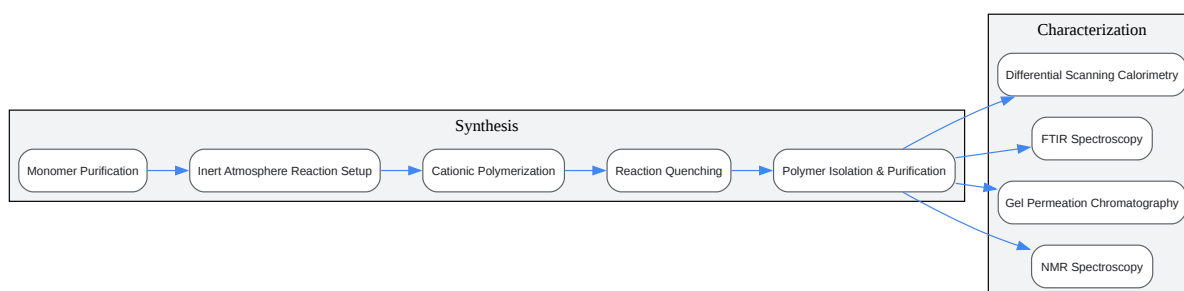 Synthesis
Monomer Purification
Inert Atmosphere Reaction Setup
Cationic Polymerization
Reaction Quenching
Polymer Isolation & Purification
Characterization
Differential Scanning Calorimetry
FTIR Spectroscopy
Gel Permeation Chromatography
NMR Spectroscopy